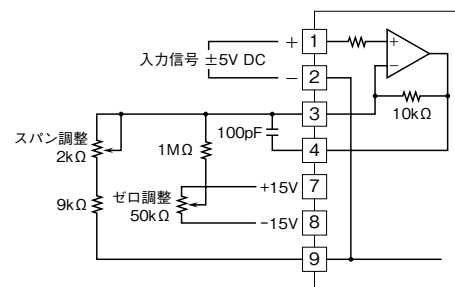 入力信号 ±5V DC
+
−
1
2
3
4
7
8
9
+
−
10kΩ
100pF
スパン調整
2kΩ
1MΩ
9kΩ
ゼロ調整
50kΩ
+15V
−15V